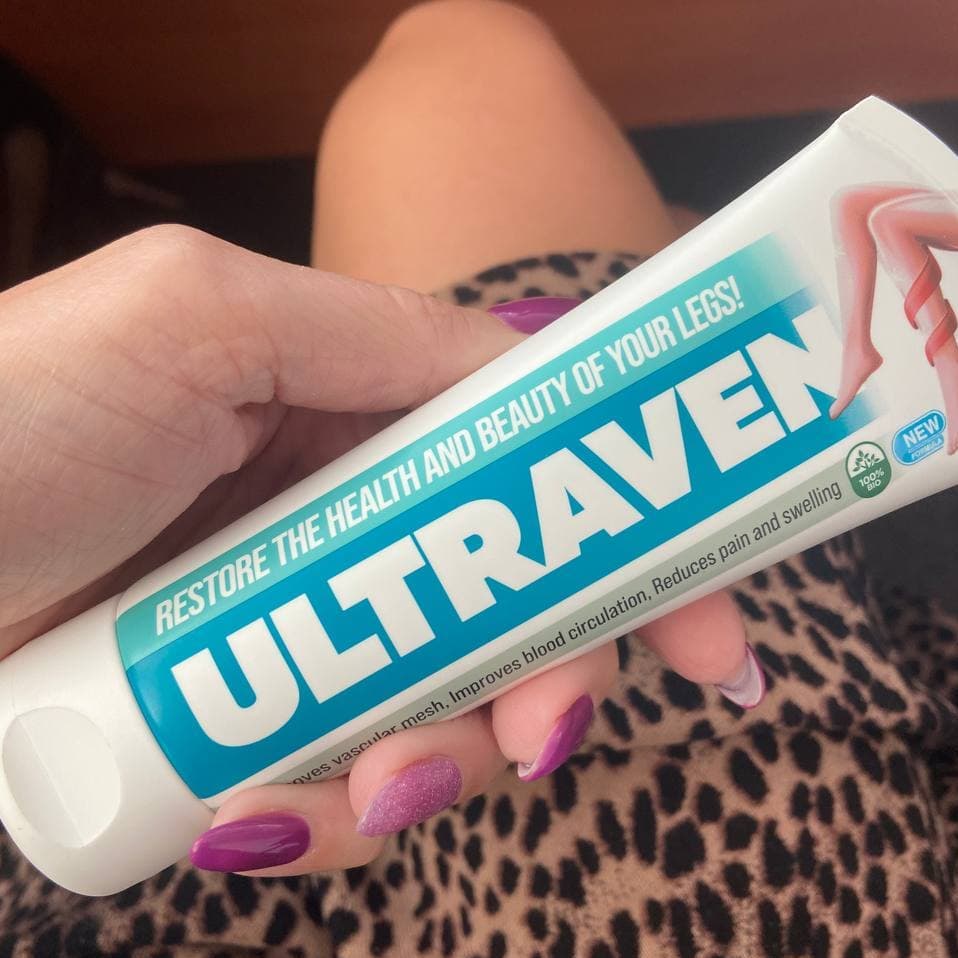 RESTORE THE HEALTH AND BEAUTY OF YOUR LEGS!
ULTRAVEN
vascular mesh, Improves blood circulation, Reduces pain and swelling
100%
BIO
NEW
FORMULA